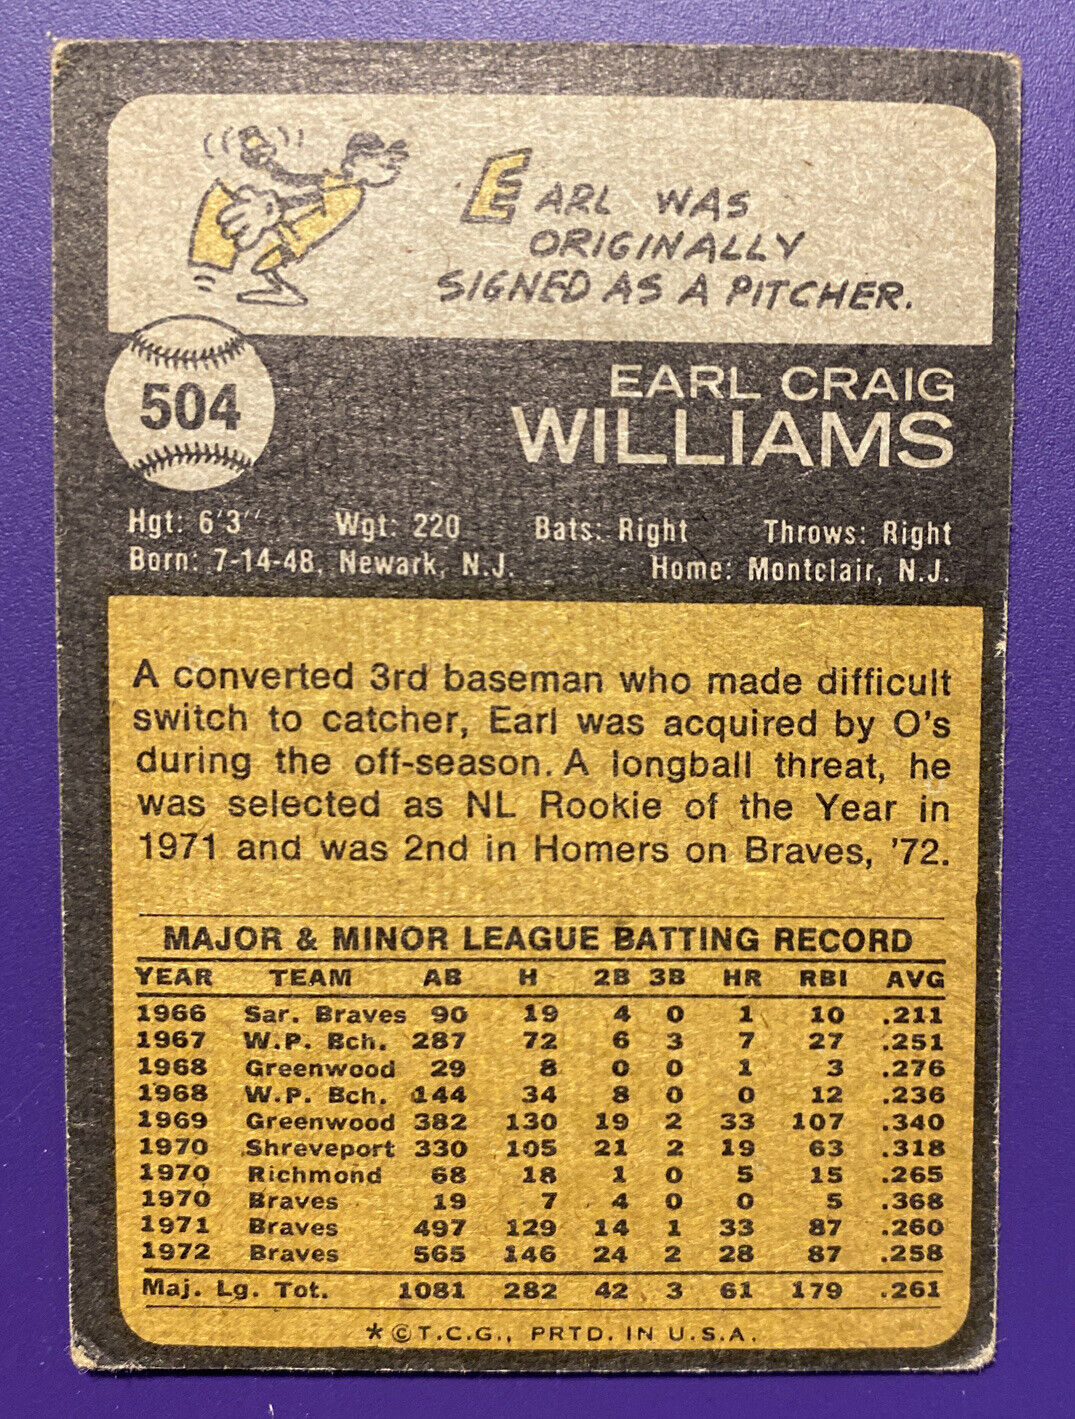 EARL WAS
ORIGINALLY
SIGNED AS A PITCHER.
504
EARL CRAIG
WILLIAMS
Hgt: 6'3" Wgt: 220 Bats: Right Throws: Right
Born: 7-14-48, Newark, N.J. Home: Montclair, N.J.
A converted 3rd baseman who made difficult
switch to catcher, Earl was acquired by O's
during the off-season. A longball threat, he
was selected as NL Rookie of the Year in
1971 and was 2nd in Homers on Braves, '72.
MAJOR & MINOR LEAGUE BATTING RECORD
YEAR TEAM AB H 2B 3B HR RBI AVG
1966 Sar. Braves 90 19 4 0 1 10 .211
1967 W.P. Bch. 287 72 6 3 7 27 .251
1968 Greenwood 29 8 0 0 1 3 .276
1968 W.P. Bch. 144 34 8 0 0 12 .236
1969 Greenwood 382 130 19 2 33 107 .340
1970 Shreveport 330 105 21 2 19 63 .318
1970 Richmond 68 18 1 0 5 15 .265
1970 Braves 19 7 4 0 0 5 .368
1971 Braves 497 129 14 1 33 87 .260
1972 Braves 565 146 24 2 28 87 .258
Maj. Lg. Tot. 1081 282 42 3 61 179 .261
* © T.C.G., PRTD. IN U.S.A.